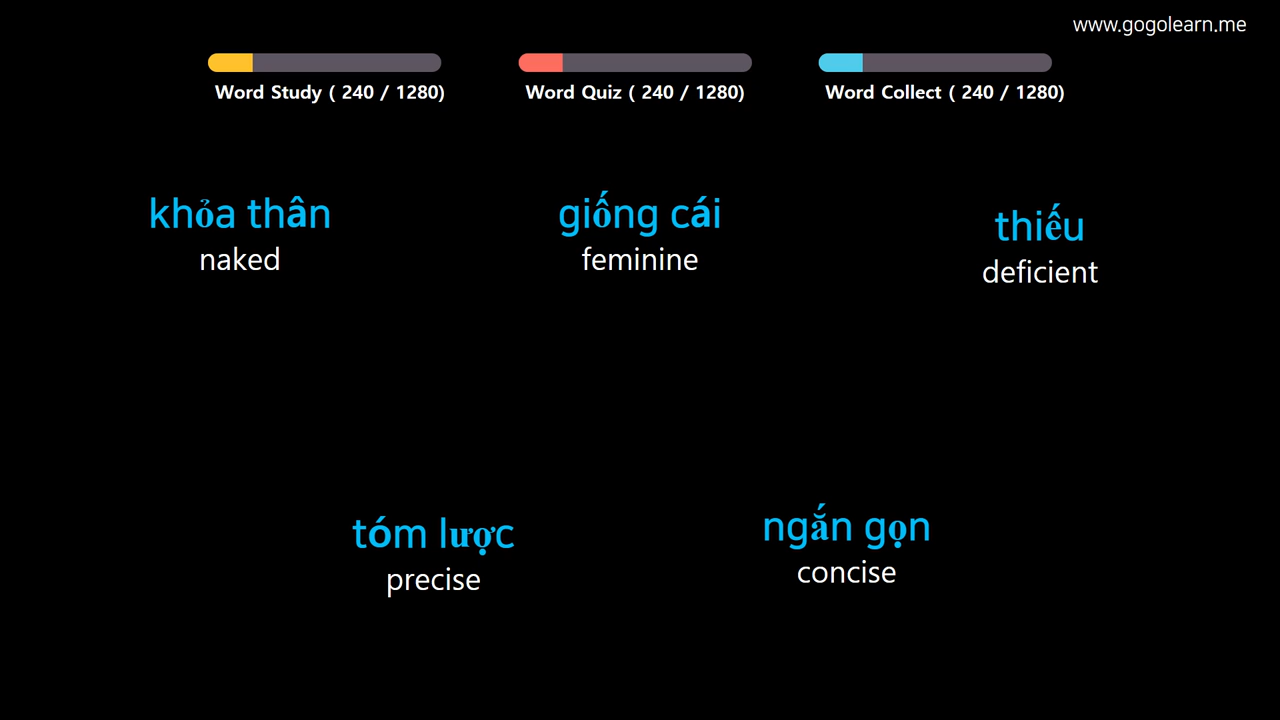 www.gogolearn.me
Word Study ( 240 / 1280)
Word Quiz ( 240 / 1280)
Word Collect ( 240 / 1280)
khỏa thân
naked
giống cái
feminine
thiếu
deficient
tóm lược
precise
ngắn gọn
concise